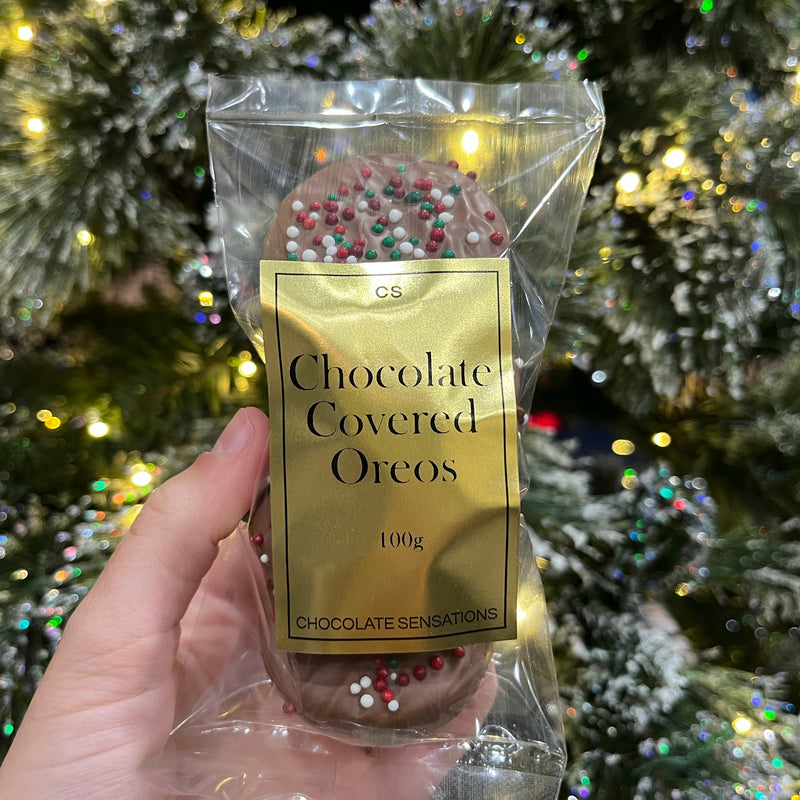 CS
Chocolate
Covered
Oreos
100g
CHOCOLATE SENSATIONS